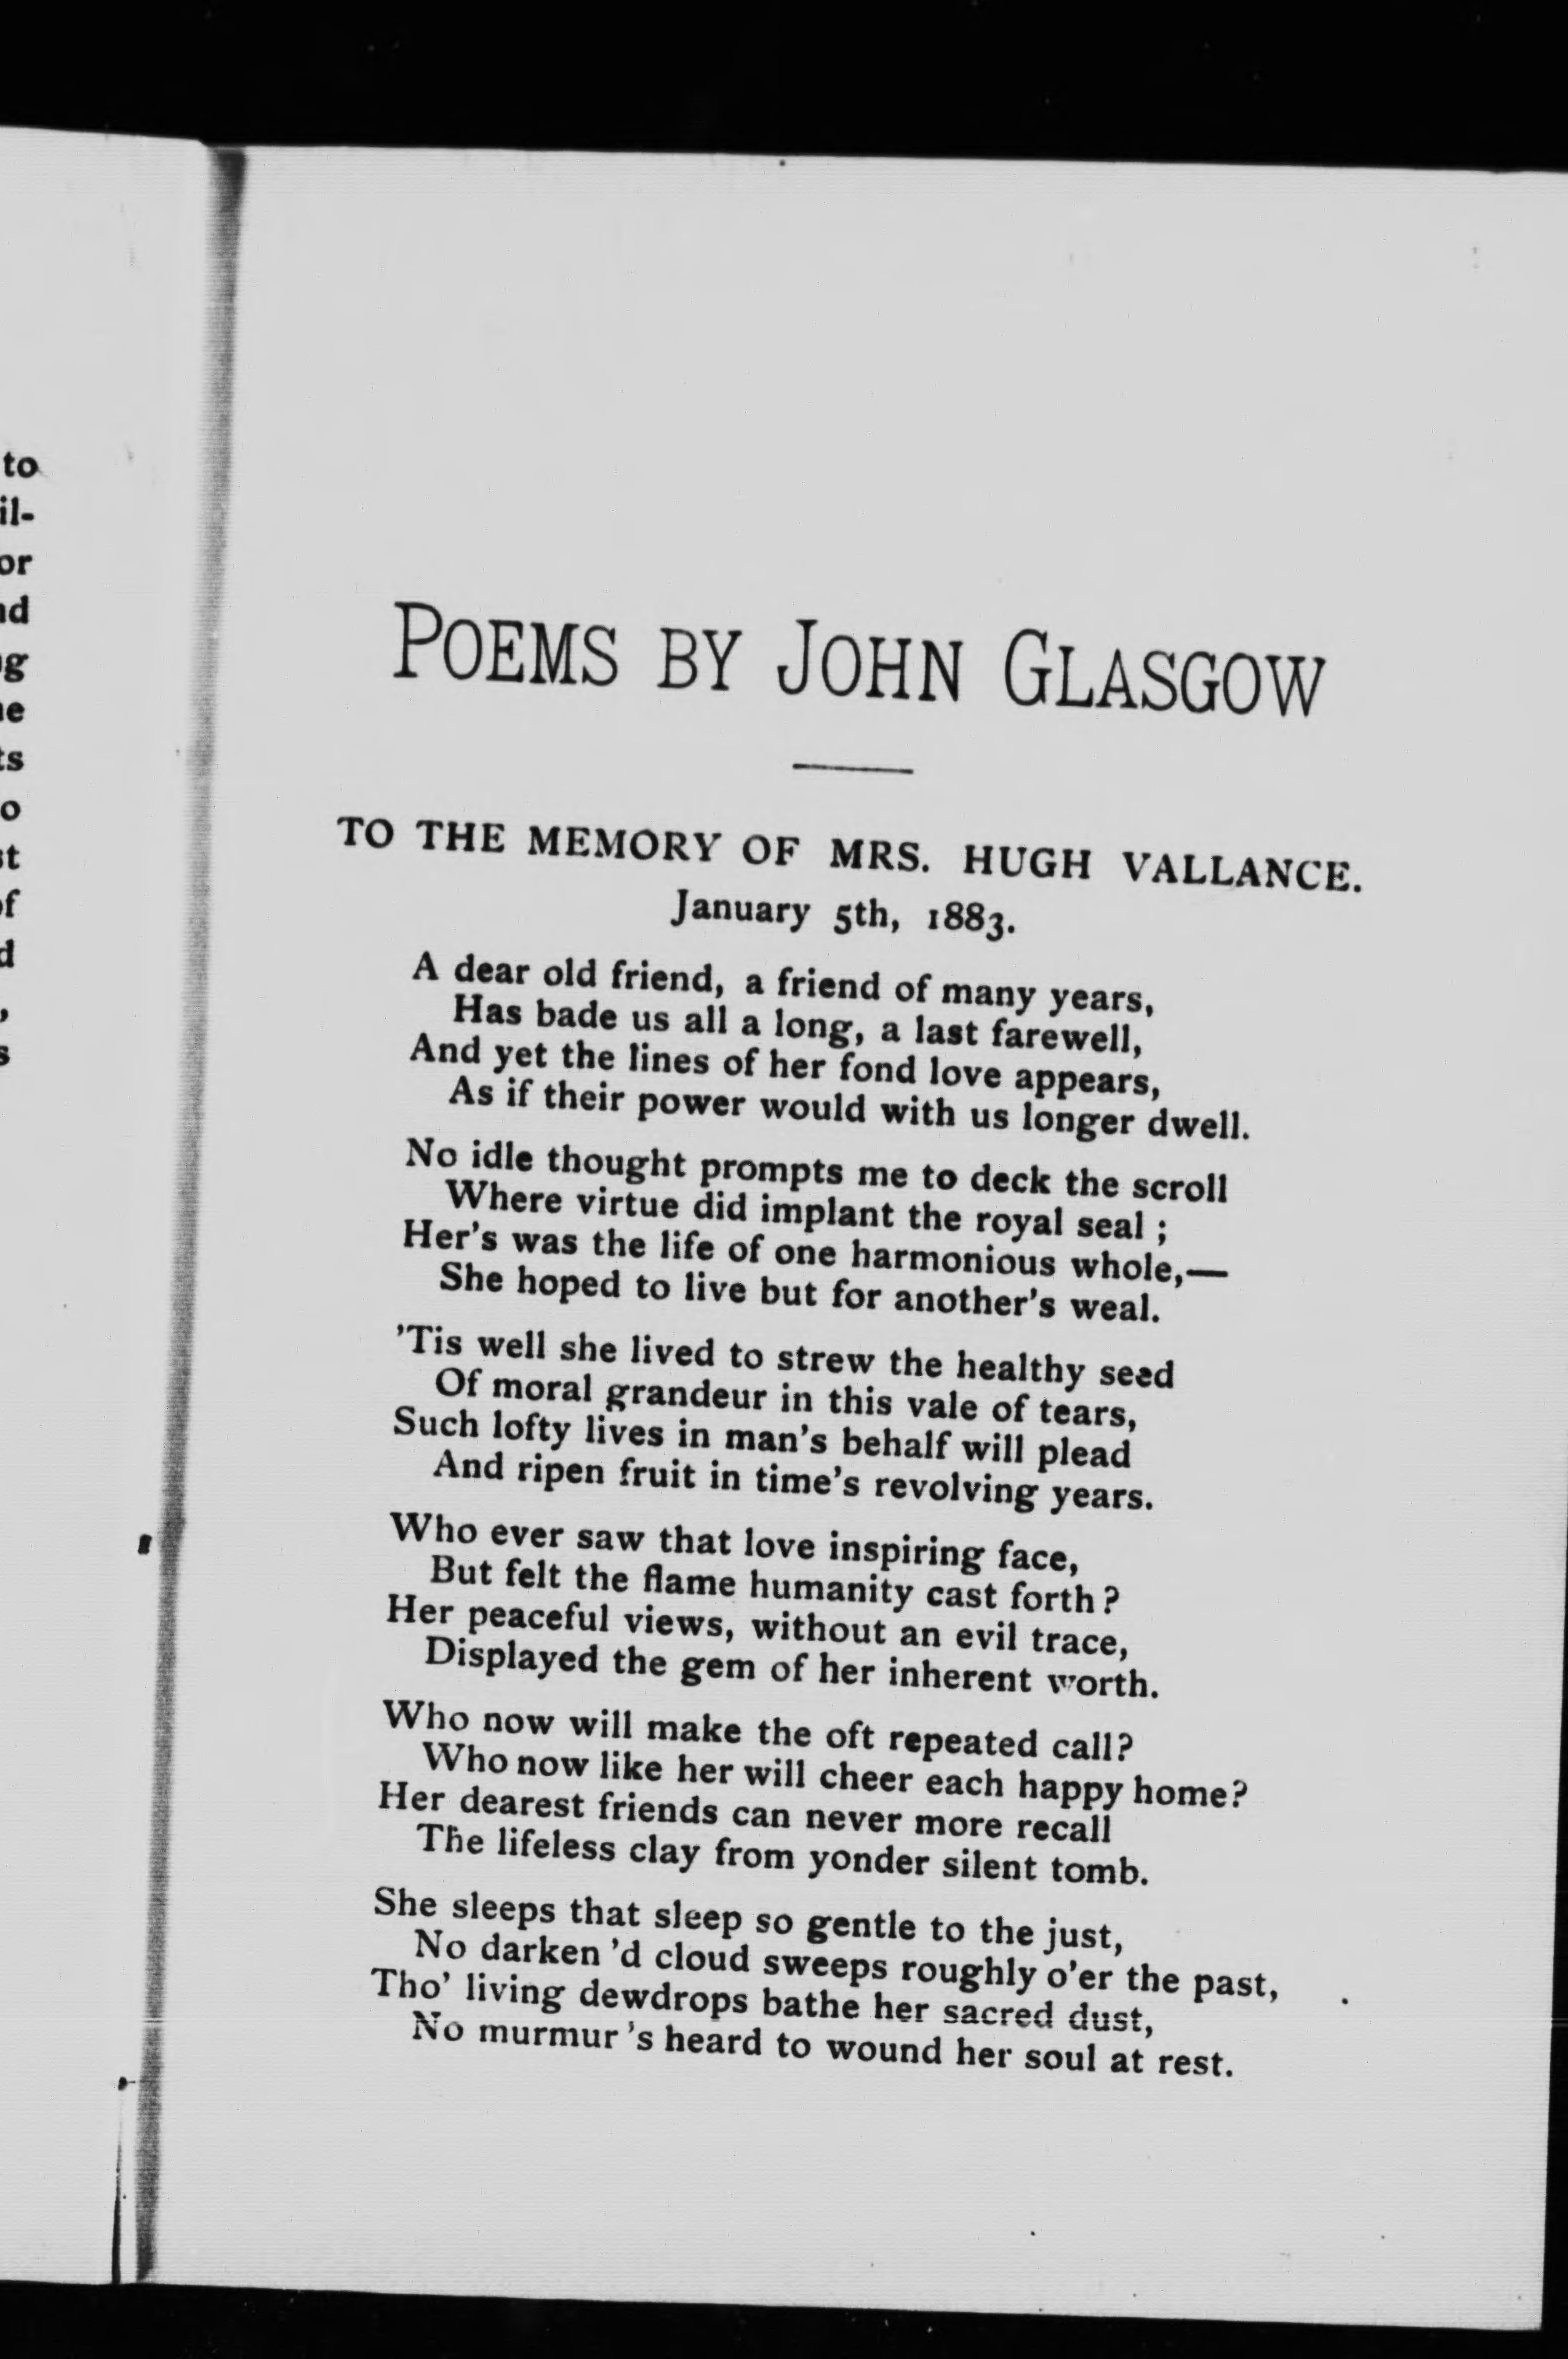 to
il-
or
nd
ng
ne
ts
o
st
of
d
,
s
POEMS BY JOHN GLASGOW
TO THE MEMORY OF MRS. HUGH VALLANCE.
January 5th, 1883.
A dear old friend, a friend of many years,
Has bade us all a long, a last farewell,
And yet the lines of her fond love appears,
As if their power would with us longer dwell.
No idle thought prompts me to deck the scroll
Where virtue did implant the royal seal ;
Her's was the life of one harmonious whole,—
She hoped to live but for another's weal.
'Tis well she lived to strew the healthy seed
Of moral grandeur in this vale of tears,
Such lofty lives in man's behalf will plead
And ripen fruit in time's revolving years.
Who ever saw that love inspiring face,
But felt the flame humanity cast forth?
Her peaceful views, without an evil trace,
Displayed the gem of her inherent worth.
Who now will make the oft repeated call?
Who now like her will cheer each happy home?
Her dearest friends can never more recall
The lifeless clay from yonder silent tomb.
She sleeps that sleep so gentle to the just,
No darken'd cloud sweeps roughly o'er the past,
Tho' living dewdrops bathe her sacred dust,
No murmur's heard to wound her soul at rest.